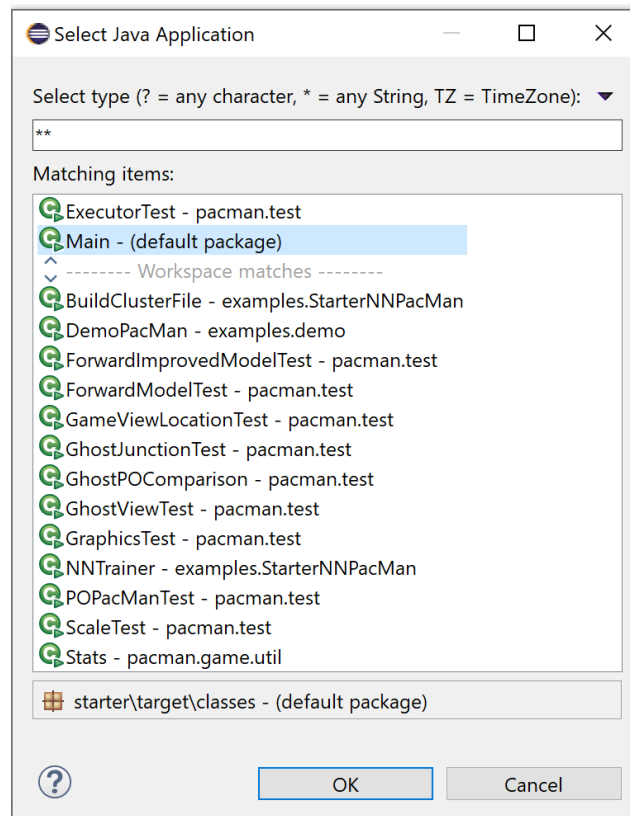 Select Java Application
Select type (? = any character, * = any String, TZ = TimeZone):
**
Matching items:
ExecutorTest - pacman.test
Main - (default package)
-------- Workspace matches --------
BuildClusterFile - examples.StarterNNPacMan
DemoPacMan - examples.demo
ForwardImprovedModelTest - pacman.test
ForwardModelTest - pacman.test
GameViewLocationTest - pacman.test
GhostJunctionTest - pacman.test
GhostPOComparison - pacman.test
GhostViewTest - pacman.test
GraphicsTest - pacman.test
NNTrainer - examples.StarterNNPacMan
POPacManTest - pacman.test
ScaleTest - pacman.test
Stats - pacman.game.util
starter\target\classes - (default package)
? OK Cancel